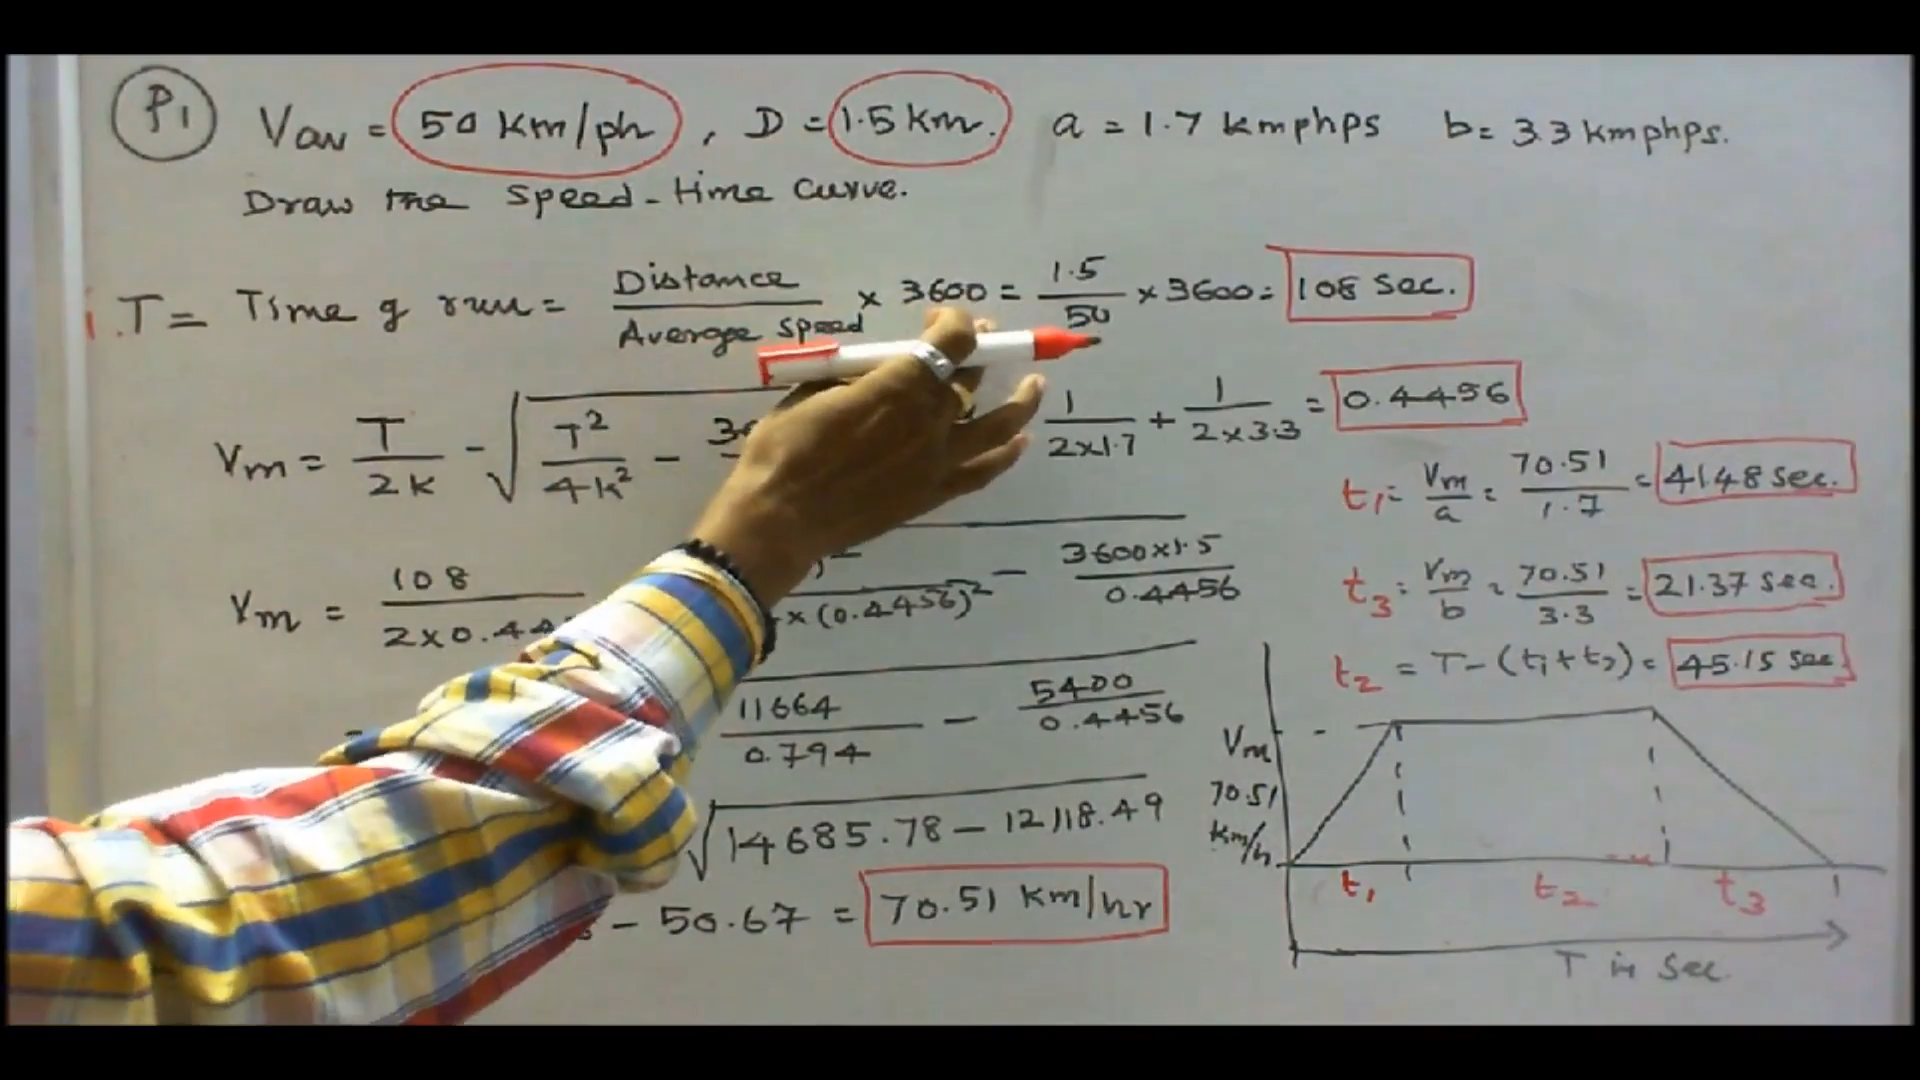 P1 Vav = 50 Km/ph , D = 1.5 Km. a = 1.7 kmphps b = 3.3 kmphps.
Draw the speed-time curve.
i. T = Time of run = Distance / Average speed × 3600 = 1.5 / 50 × 3600 = 108 sec.
Vm = T / 2K - √ T² / 4K² - 1 / 2×1.7 + 1 / 2×3.3 = 0.4456
t1 = Vm / a = 70.51 / 1.7 = 41.48 sec.
Vm = 108 / 2×0.44 ×(0.4456)² - 3600×1.5 / 0.4456
t3 = Vm / b = 70.51 / 3.3 = 21.37 sec.
t2 = T - (t1 + t3) = 45.15 sec
11664 / 0.794 - 5400 / 0.4456
√ 14685.78 - 12118.49
- 50.67 = 70.51 km/hr
Vm
70.51
Km/h
t1 t2 t3
T in sec